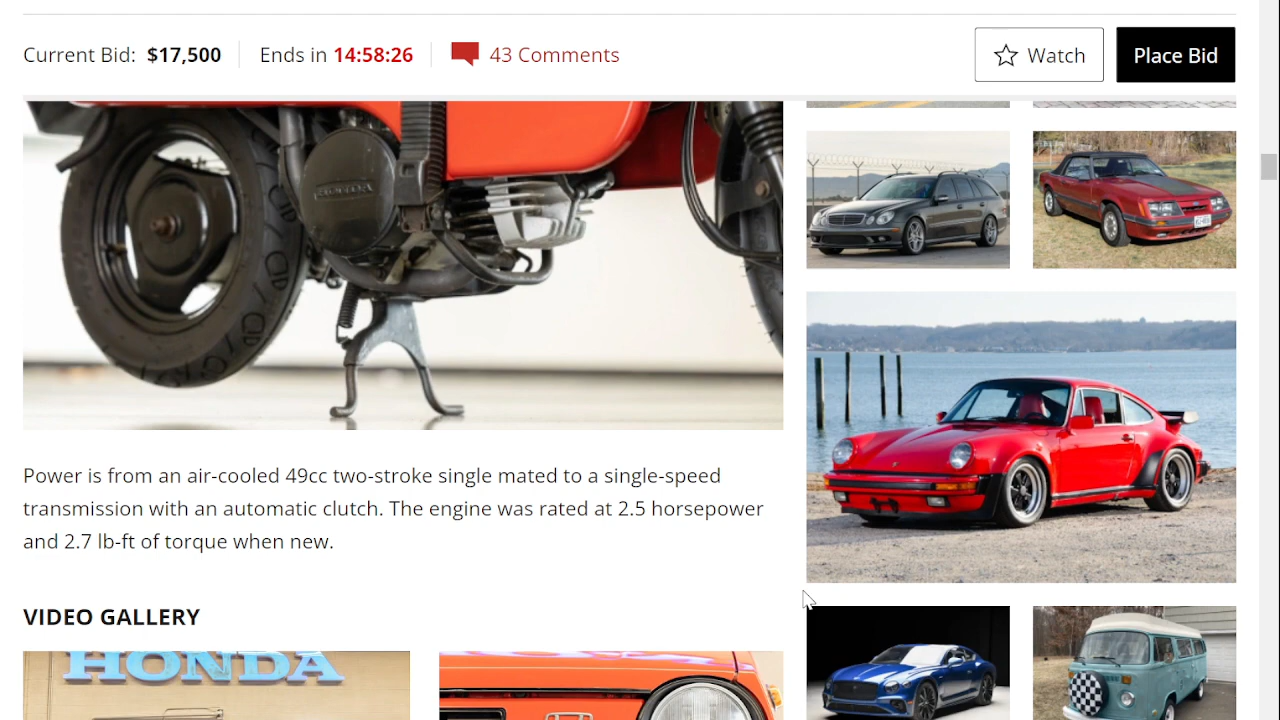 Current Bid: $17,500 Ends in 14:58:26 43 Comments Watch Place Bid
HONDA
Power is from an air-cooled 49cc two-stroke single mated to a single-speed
transmission with an automatic clutch. The engine was rated at 2.5 horsepower
and 2.7 lb-ft of torque when new.
VIDEO GALLERY
HONDA